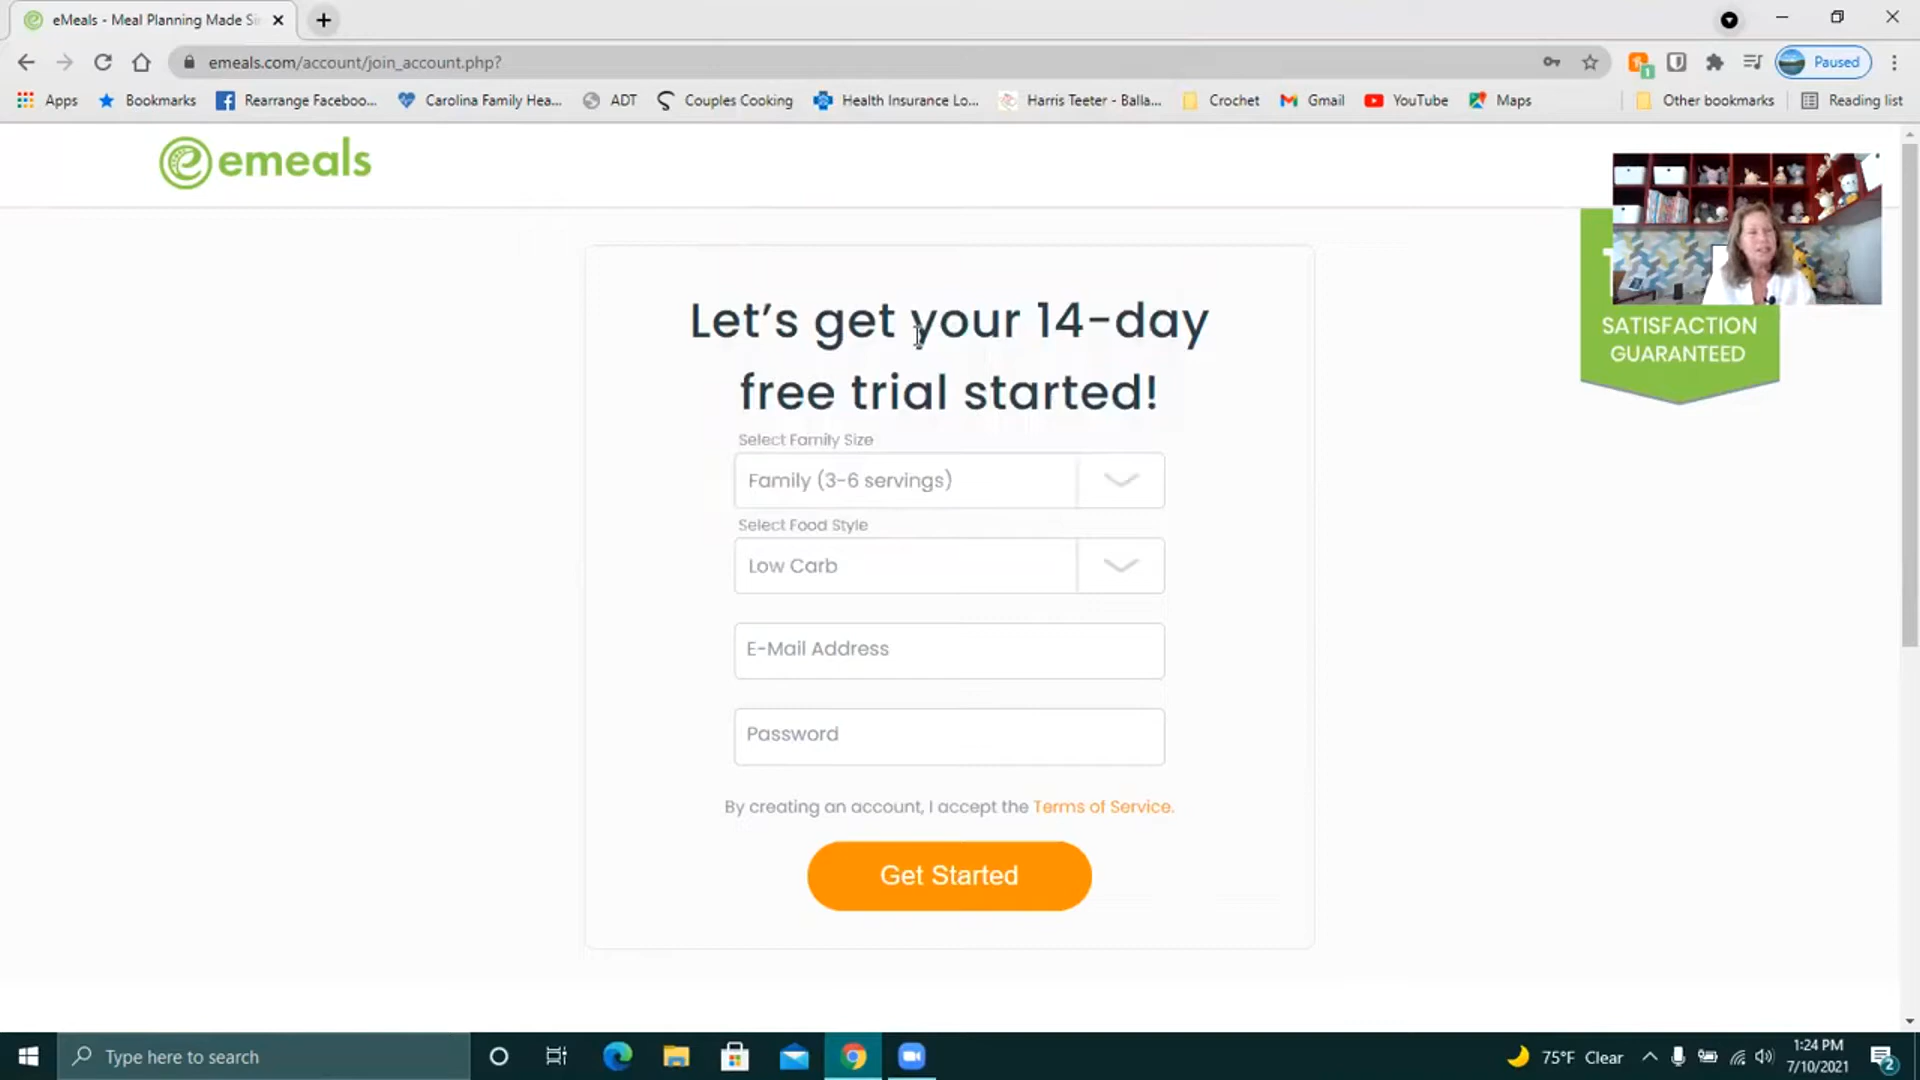 eMeals - Meal Planning Made Si
emeals.com/account/join_account.php?
Paused
Apps
Bookmarks
Rearrange Faceboo...
Carolina Family Hea...
ADT
Couples Cooking
Health Insurance Lo...
Harris Teeter - Balla...
Crochet
Gmail
YouTube
Maps
Other bookmarks
Reading list
emeals
SATISFACTION
GUARANTEED
Let's get your 14-day
free trial started!
Select Family Size
Family (3-6 servings)
Select Food Style
Low Carb
E-Mail Address
Password
By creating an account, I accept the Terms of Service.
Get Started
Type here to search
75°F Clear
1:24 PM
7/10/2021
2